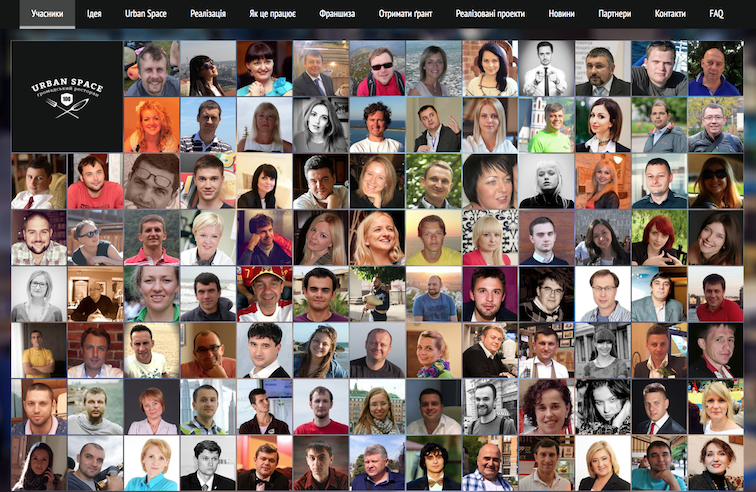 Учасники Ідея Urban Space Реалізація Як це працює Франшиза Отримати ґрант Реалізовані проекти Новини Партнери Контакти FAQ
URBAN SPACE
громадський ресторан
100